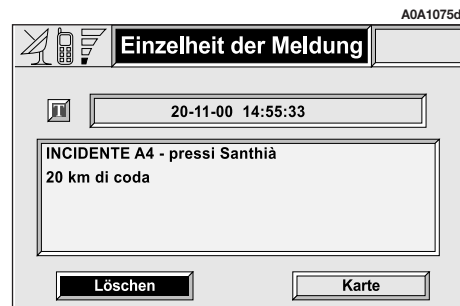 A0A1075d
Einzelheit der Meldung
T
20-11-00 14:55:33
INCIDENTE A4 - pressi Santhià
20 km di coda
Löschen
Karte